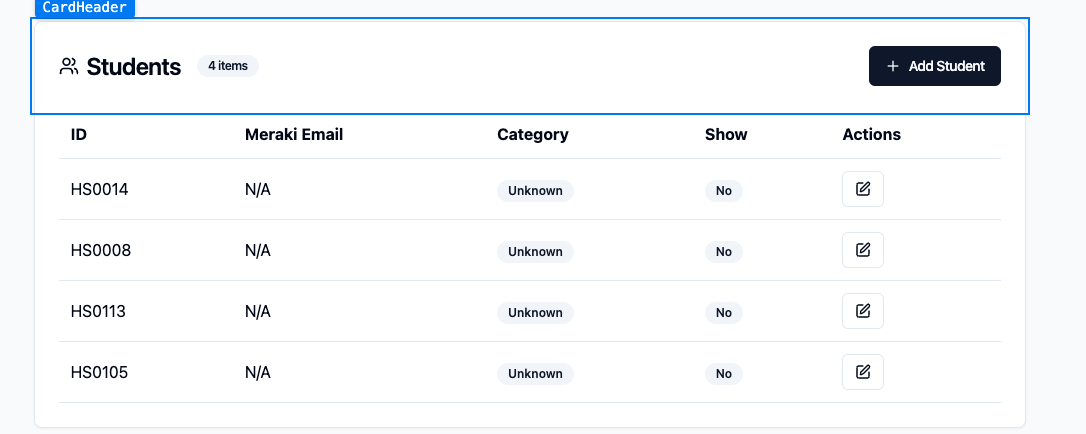 CardHeader
Students 4 items + Add Student
ID Meraki Email Category Show Actions
HS0014 N/A Unknown No
HS0008 N/A Unknown No
HS0113 N/A Unknown No
HS0105 N/A Unknown No